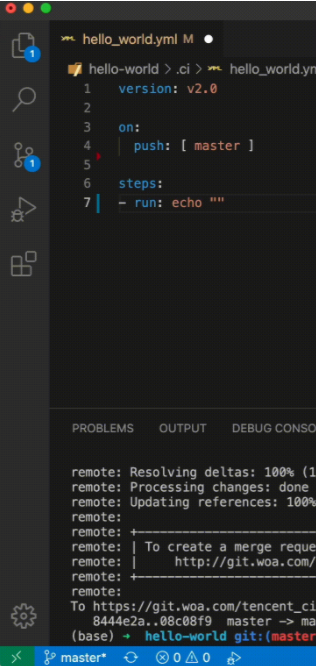 hello_world.yml M
1
hello-world > .ci > hello_world.ym
1 version: v2.0
2
3 on:
4 push: [ master ]
5
6 steps:
1
7 - run: echo ""
PROBLEMS OUTPUT DEBUG CONSO
remote: Resolving deltas: 100% (1
remote: Processing changes: done
remote: Updating references: 100%
remote:
remote: +-----------------------
remote: | To create a merge reque
remote: | http://git.woa.com/
remote: +-----------------------
remote:
To https://git.woa.com/tencent_ci
8444e2a..08c08f9 master -> ma
(base) → hello-world git:(master
master* 0 0